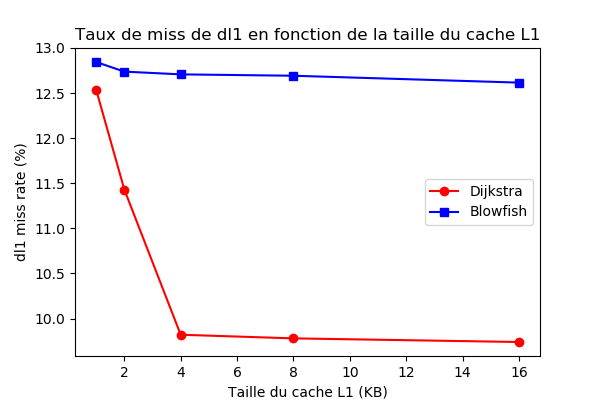 Taux de miss de dl1 en fonction de la taille du cache L1
13.0
12.5
12.0
11.5
11.0
10.5
10.0
dl1 miss rate (%)
Dijkstra
Blowfish
2 4 6 8 10 12 14 16
Taille du cache L1 (KB)